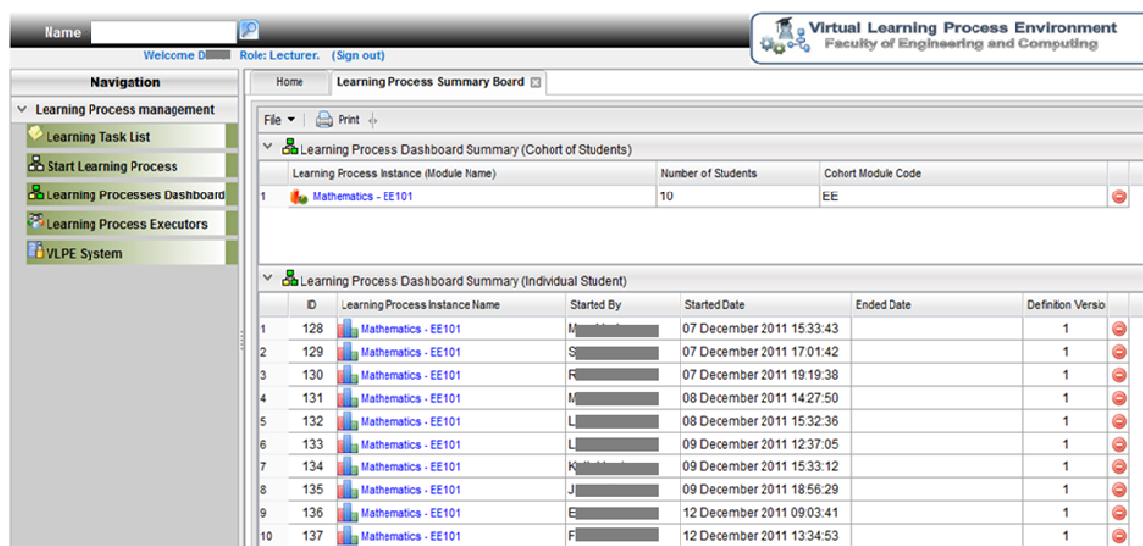 Name
Virtual Learning Process Environment
Faculty of Engineering and Computing
Welcome D Role: Lecturer. (Sign out)
Navigation
Home Learning Process Summary Board
Learning Process management
Learning Task List
Start Learning Process
Learning Processes Dashboard
Learning Process Executors
VLPE System
File Print
Learning Process Dashboard Summary (Cohort of Students)
Learning Process Instance (Module Name) Number of Students Cohort Module Code
1 Mathematics - EE101 10 EE
Learning Process Dashboard Summary (Individual Student)
ID Learning Process Instance Name Started By Started Date Ended Date Definition Versio
1 128 Mathematics - EE101 M 07 December 2011 15:33:43 1
2 129 Mathematics - EE101 S 07 December 2011 17:01:42 1
3 130 Mathematics - EE101 R 07 December 2011 19:19:38 1
4 131 Mathematics - EE101 M 08 December 2011 14:27:50 1
5 132 Mathematics - EE101 L 08 December 2011 15:32:36 1
6 133 Mathematics - EE101 L 09 December 2011 12:37:05 1
7 134 Mathematics - EE101 K 09 December 2011 15:33:12 1
8 135 Mathematics - EE101 J 09 December 2011 18:56:29 1
9 136 Mathematics - EE101 E 12 December 2011 09:03:41 1
10 137 Mathematics - EE101 F 12 December 2011 13:34:53 1